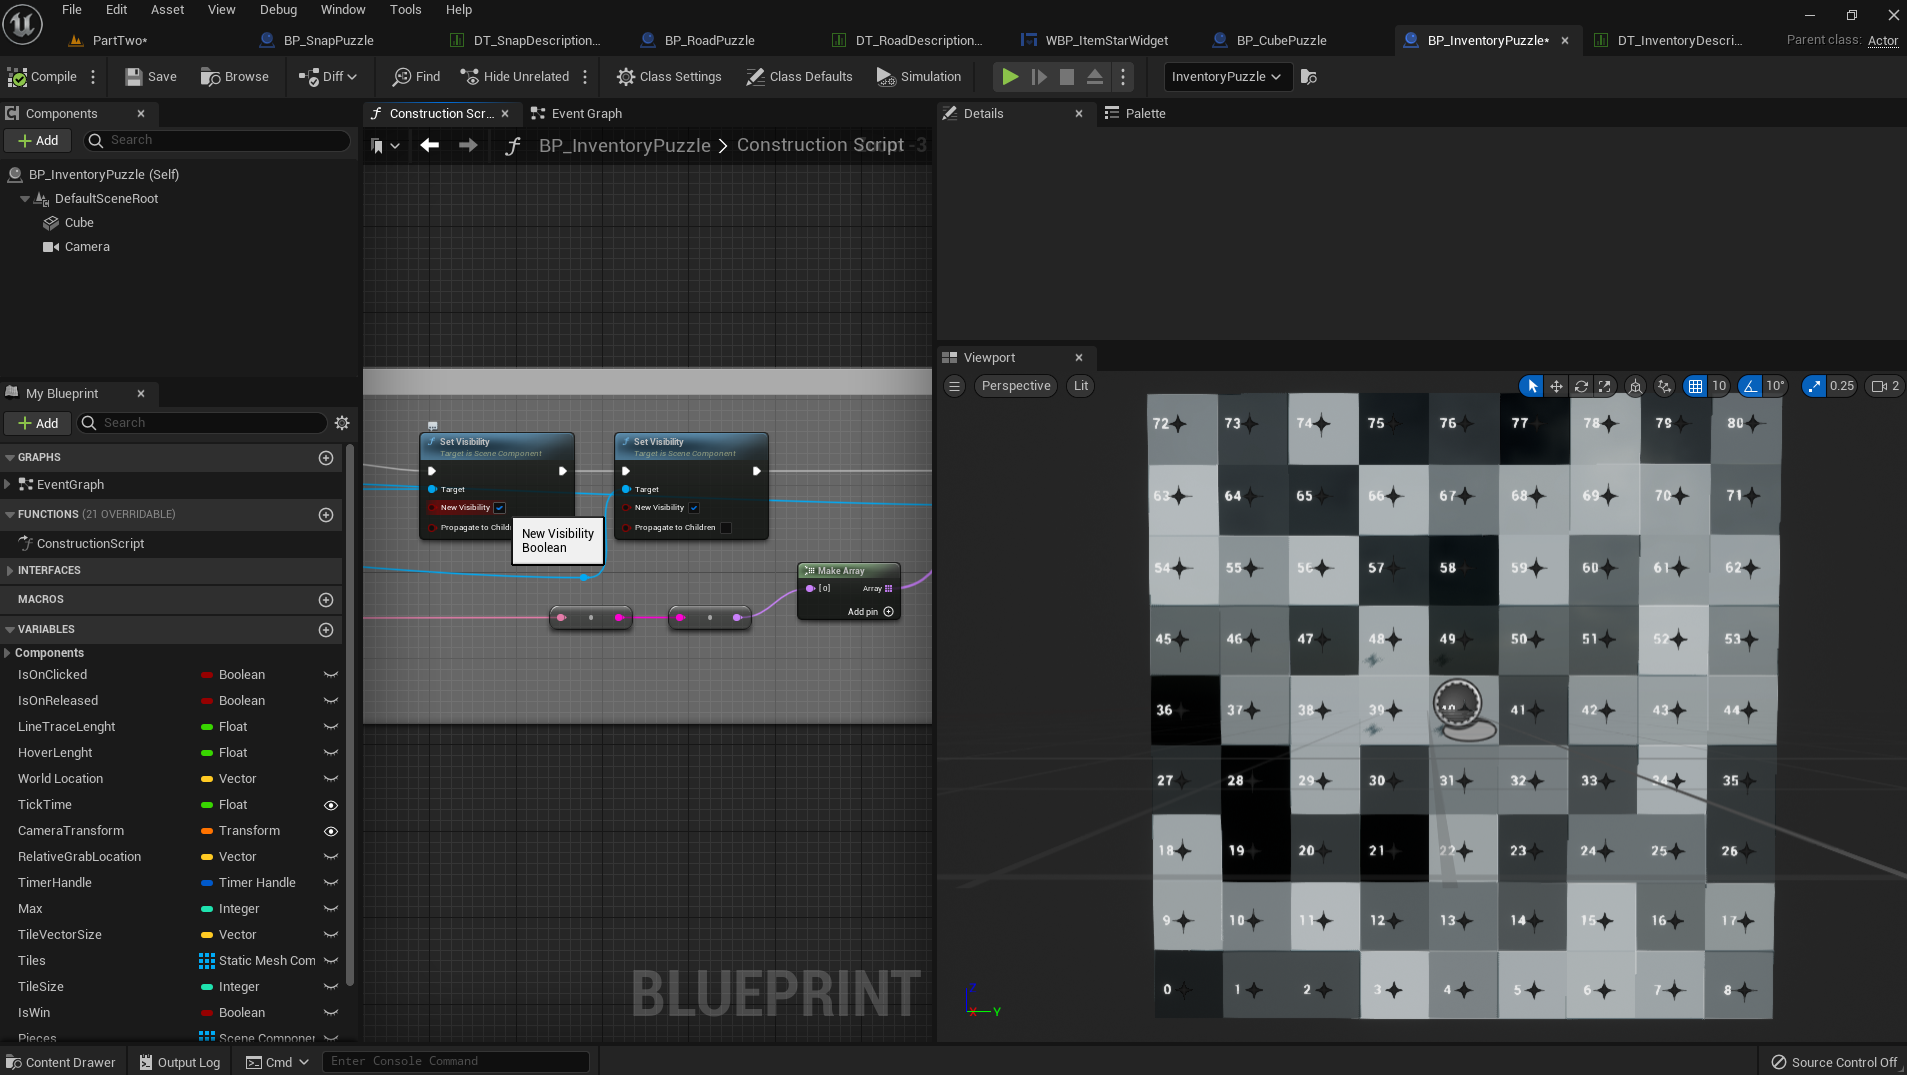 File Edit Asset View Debug Window Tools Help
PartTwo* BP_SnapPuzzle DT_SnapDescription... BP_RoadPuzzle DT_RoadDescription... WBP_ItemStarWidget BP_CubePuzzle BP_InventoryPuzzle* DT_InventoryDescri... Parent class: Actor
Compile Save Browse Diff Find Hide Unrelated Class Settings Class Defaults Simulation InventoryPuzzle
Components
Add Search
BP_InventoryPuzzle (Self)
DefaultSceneRoot
Cube
Camera
My Blueprint
Add Search
GRAPHS
EventGraph
FUNCTIONS (21 OVERRIDABLE)
ConstructionScript
INTERFACES
MACROS
VARIABLES
Components
IsOnClicked Boolean
IsOnReleased Boolean
LineTraceLenght Float
HoverLenght Float
World Location Vector
TickTime Float
CameraTransform Transform
RelativeGrabLocation Vector
TimerHandle Timer Handle
Max Integer
TileVectorSize Vector
Tiles Static Mesh Com
TileSize Integer
IsWin Boolean
Pieces Scene Componer
Construction Scr... Event Graph
BP_InventoryPuzzle > Construction Script
Set Visibility
Target is Scene Component
Target
New Visibility
Propagate to Childr
New Visibility
Boolean
Set Visibility
Target is Scene Component
Target
New Visibility
Propagate to Children
Make Array
[0] Array
Add pin
BLUEPRINT
Details Palette
Viewport
Perspective Lit 10 10° 0.25 2
72 73 74 75 76 77 78 79 80
63 64 65 66 67 68 69 70 71
54 55 56 57 58 59 60 61 62
45 46 47 48 49 50 51 52 53
36 37 38 39 40 41 42 43 44
27 28 29 30 31 32 33 34 35
18 19 20 21 22 23 24 25 26
9 10 11 12 13 14 15 16 17
0 1 2 3 4 5 6 7 8
Z
X Y
Content Drawer Output Log Cmd Enter Console Command Source Control Off